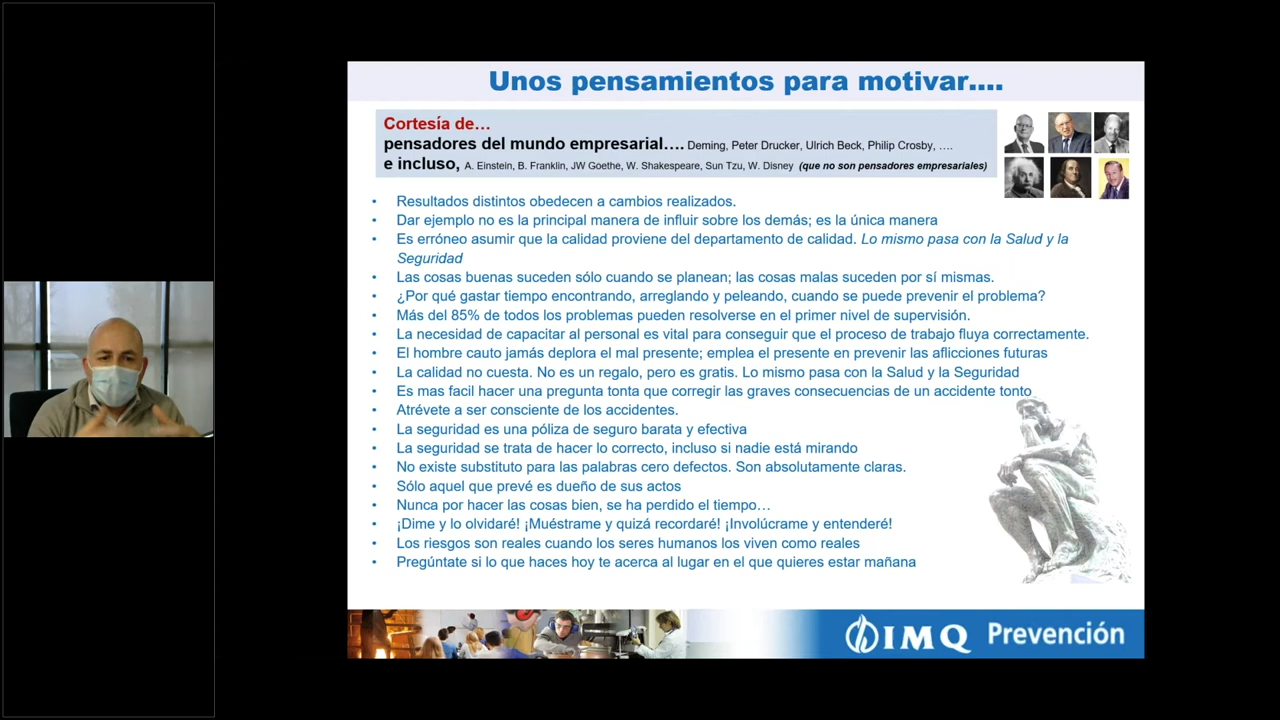 Unos pensamientos para motivar....
Cortesía de…
pensadores del mundo empresarial…. Deming, Peter Drucker, Ulrich Beck, Philip Crosby, ….
e incluso, A. Einstein, B. Franklin, JW Goethe, W. Shakespeare, Sun Tzu, W. Disney (que no son pensadores empresariales)
• Resultados distintos obedecen a cambios realizados.
• Dar ejemplo no es la principal manera de influir sobre los demás; es la única manera
• Es erróneo asumir que la calidad proviene del departamento de calidad. Lo mismo pasa con la Salud y la
Seguridad
• Las cosas buenas suceden sólo cuando se planean; las cosas malas suceden por sí mismas.
• ¿Por qué gastar tiempo encontrando, arreglando y peleando, cuando se puede prevenir el problema?
• Más del 85% de todos los problemas pueden resolverse en el primer nivel de supervisión.
• La necesidad de capacitar al personal es vital para conseguir que el proceso de trabajo fluya correctamente.
• El hombre cauto jamás deplora el mal presente; emplea el presente en prevenir las aflicciones futuras
• La calidad no cuesta. No es un regalo, pero es gratis. Lo mismo pasa con la Salud y la Seguridad
• Es mas facil hacer una pregunta tonta que corregir las graves consecuencias de un accidente tonto
• Atrévete a ser consciente de los accidentes.
• La seguridad es una póliza de seguro barata y efectiva
• La seguridad se trata de hacer lo correcto, incluso si nadie está mirando
• No existe substituto para las palabras cero defectos. Son absolutamente claras.
• Sólo aquel que prevé es dueño de sus actos
• Nunca por hacer las cosas bien, se ha perdido el tiempo…
• ¡Dime y lo olvidaré! ¡Muéstrame y quizá recordaré! ¡Involúcrame y entenderé!
• Los riesgos son reales cuando los seres humanos los viven como reales
• Pregúntate si lo que haces hoy te acerca al lugar en el que quieres estar mañana
IMQ Prevención